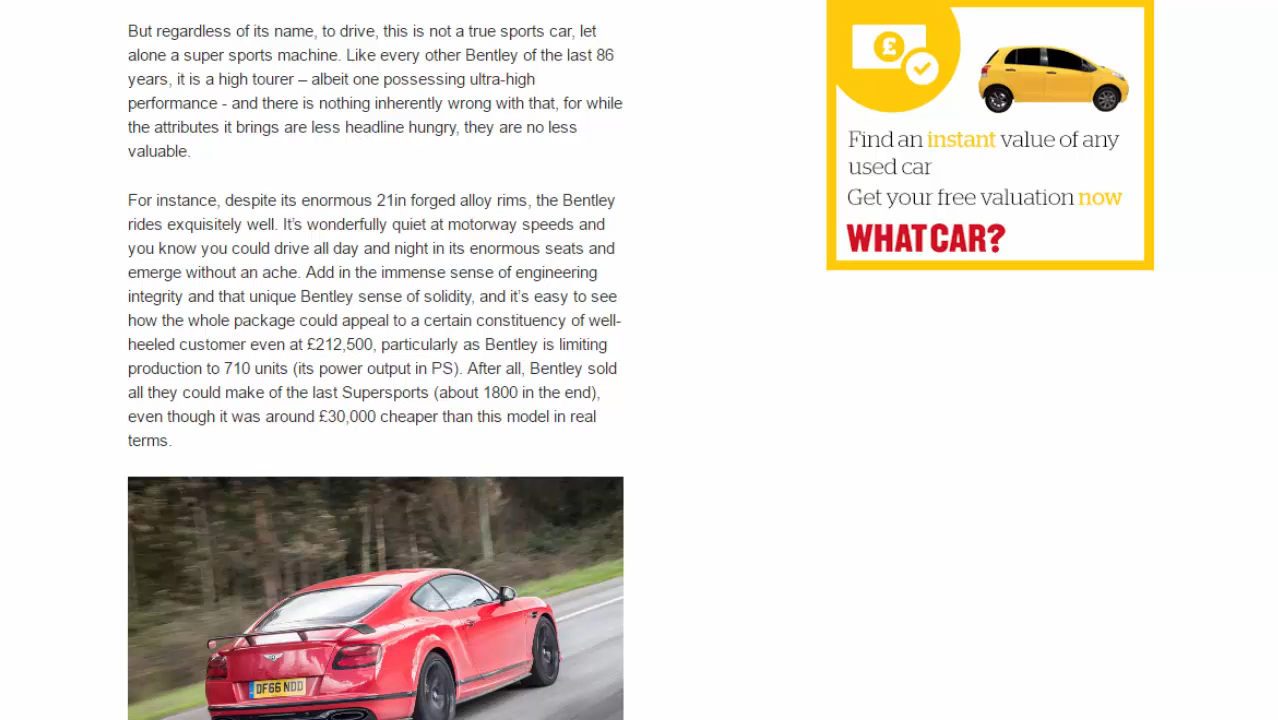 But regardless of its name, to drive, this is not a true sports car, let
alone a super sports machine. Like every other Bentley of the last 86
years, it is a high tourer – albeit one possessing ultra-high
performance - and there is nothing inherently wrong with that, for while
the attributes it brings are less headline hungry, they are no less
valuable.
For instance, despite its enormous 21in forged alloy rims, the Bentley
rides exquisitely well. It’s wonderfully quiet at motorway speeds and
you know you could drive all day and night in its enormous seats and
emerge without an ache. Add in the immense sense of engineering
integrity and that unique Bentley sense of solidity, and it’s easy to see
how the whole package could appeal to a certain constituency of well-
heeled customer even at £212,500, particularly as Bentley is limiting
production to 710 units (its power output in PS). After all, Bentley sold
all they could make of the last Supersports (about 1800 in the end),
even though it was around £30,000 cheaper than this model in real
terms.
DF66 NDD
£
Find an instant value of any
used car
Get your free valuation now
WHAT CAR?